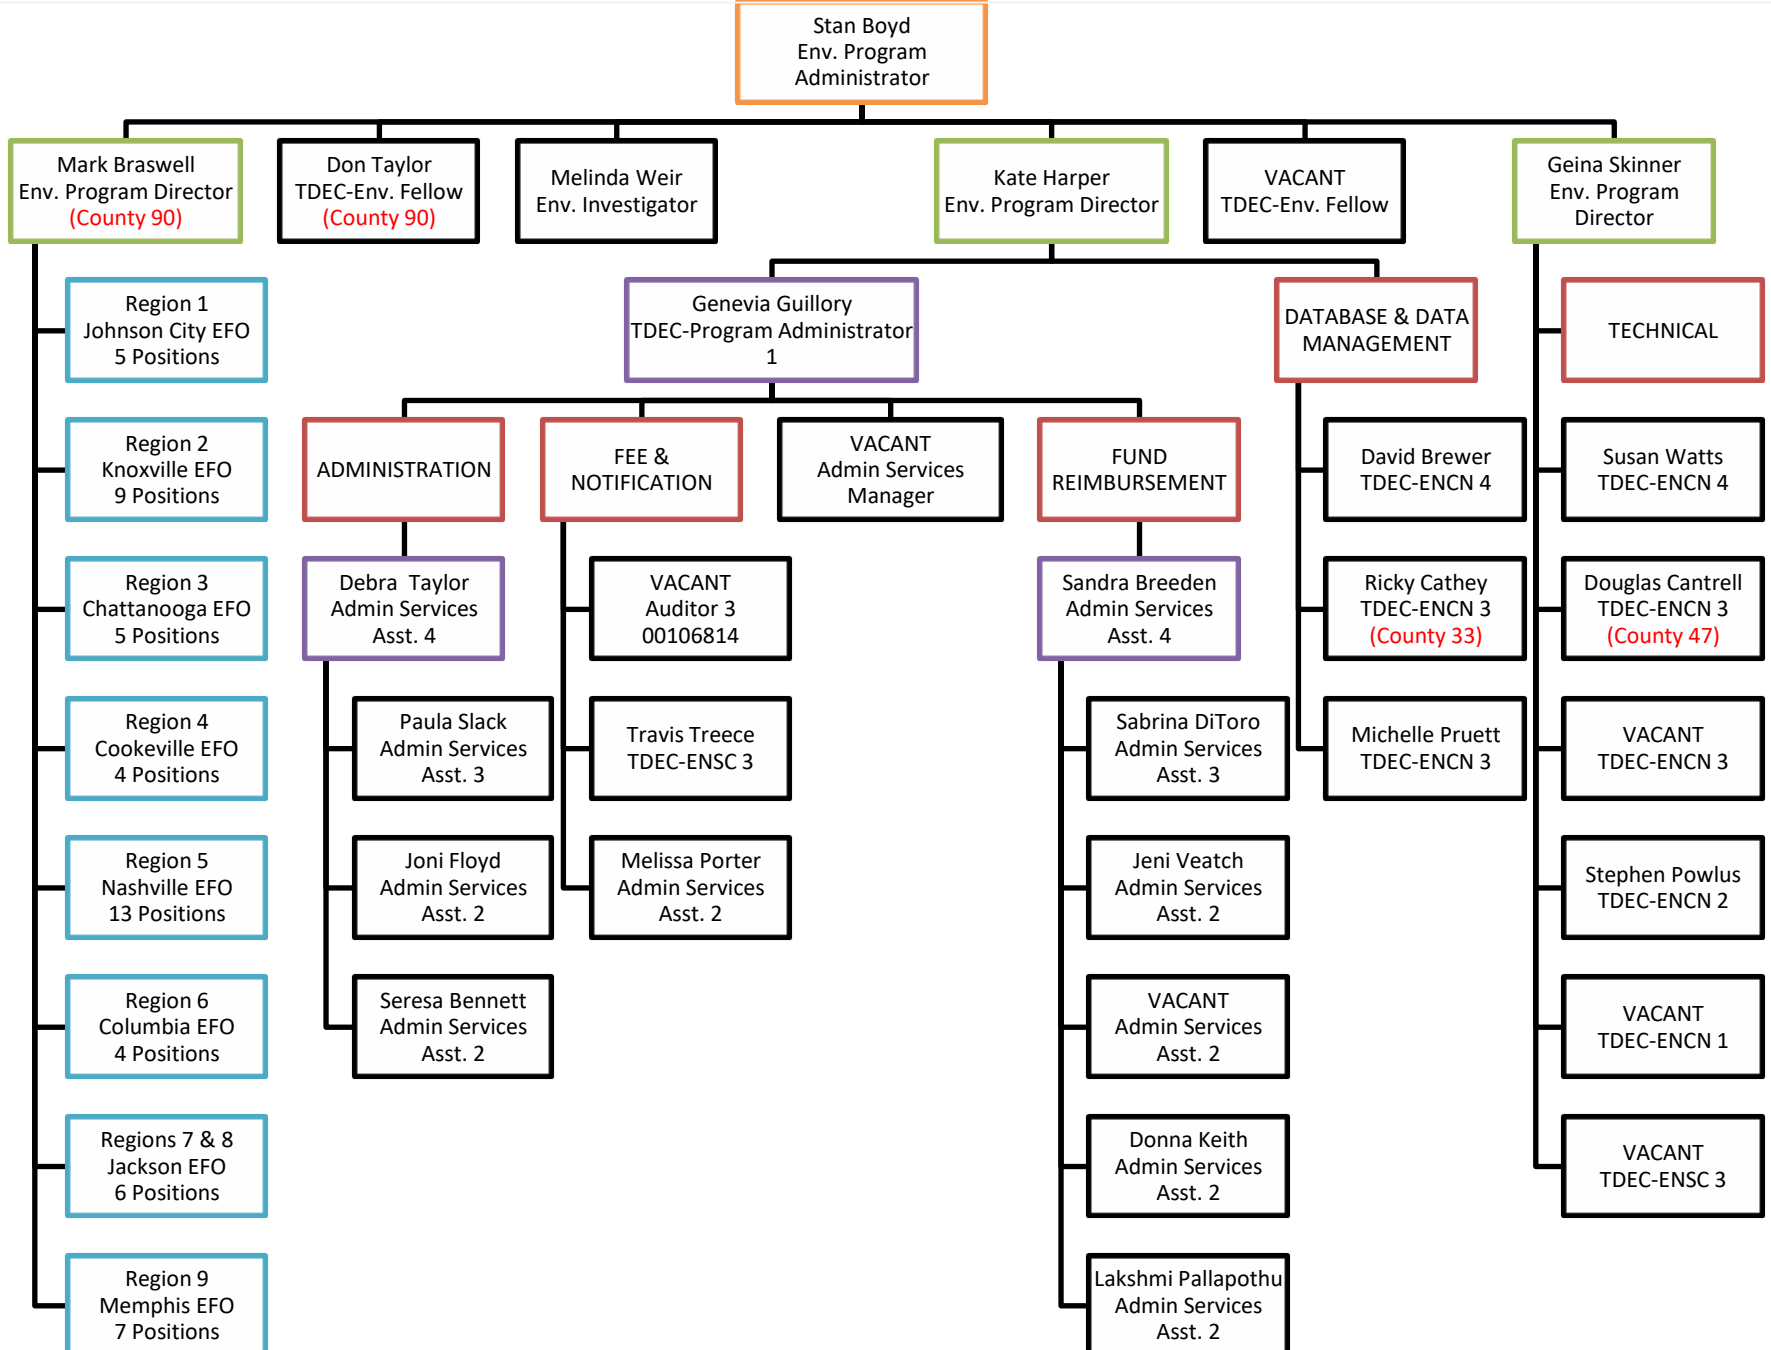 Stan Boyd
Env. Program
Administrator
Mark Braswell
Env. Program Director
(County 90)
Don Taylor
TDEC-Env. Fellow
(County 90)
Melinda Weir
Env. Investigator
Kate Harper
Env. Program Director
VACANT
TDEC-Env. Fellow
Geina Skinner
Env. Program
Director
Region 1
Johnson City EFO
5 Positions
Region 2
Knoxville EFO
9 Positions
Region 3
Chattanooga EFO
5 Positions
Region 4
Cookeville EFO
4 Positions
Region 5
Nashville EFO
13 Positions
Region 6
Columbia EFO
4 Positions
Regions 7 & 8
Jackson EFO
6 Positions
Region 9
Memphis EFO
7 Positions
Genevia Guillory
TDEC-Program Administrator
1
ADMINISTRATION
Debra  Taylor
Admin Services
Asst. 4
Paula Slack
Admin Services
Asst. 3
Joni Floyd
Admin Services
Asst. 2
Seresa Bennett
Admin Services
Asst. 2
FEE &
NOTIFICATION
VACANT
Auditor 3
00106814
Travis Treece
TDEC-ENSC 3
Melissa Porter
Admin Services
Asst. 2
VACANT
Admin Services
Manager
FUND
REIMBURSEMENT
Sandra Breeden
Admin Services
Asst. 4
Sabrina DiToro
Admin Services
Asst. 3
Jeni Veatch
Admin Services
Asst. 2
VACANT
Admin Services
Asst. 2
Donna Keith
Admin Services
Asst. 2
Lakshmi Pallapothu
Admin Services
Asst. 2
DATABASE & DATA
MANAGEMENT
David Brewer
TDEC-ENCN 4
Ricky Cathey
TDEC-ENCN 3
(County 33)
Michelle Pruett
TDEC-ENCN 3
TECHNICAL
Susan Watts
TDEC-ENCN 4
Douglas Cantrell
TDEC-ENCN 3
(County 47)
VACANT
TDEC-ENCN 3
Stephen Powlus
TDEC-ENCN 2
VACANT
TDEC-ENCN 1
VACANT
TDEC-ENSC 3